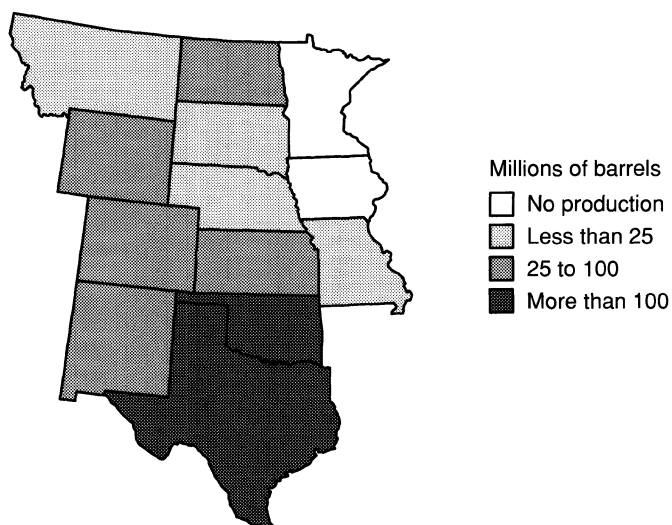 Millions of barrels
No production
Less than 25
25 to 100
More than 100